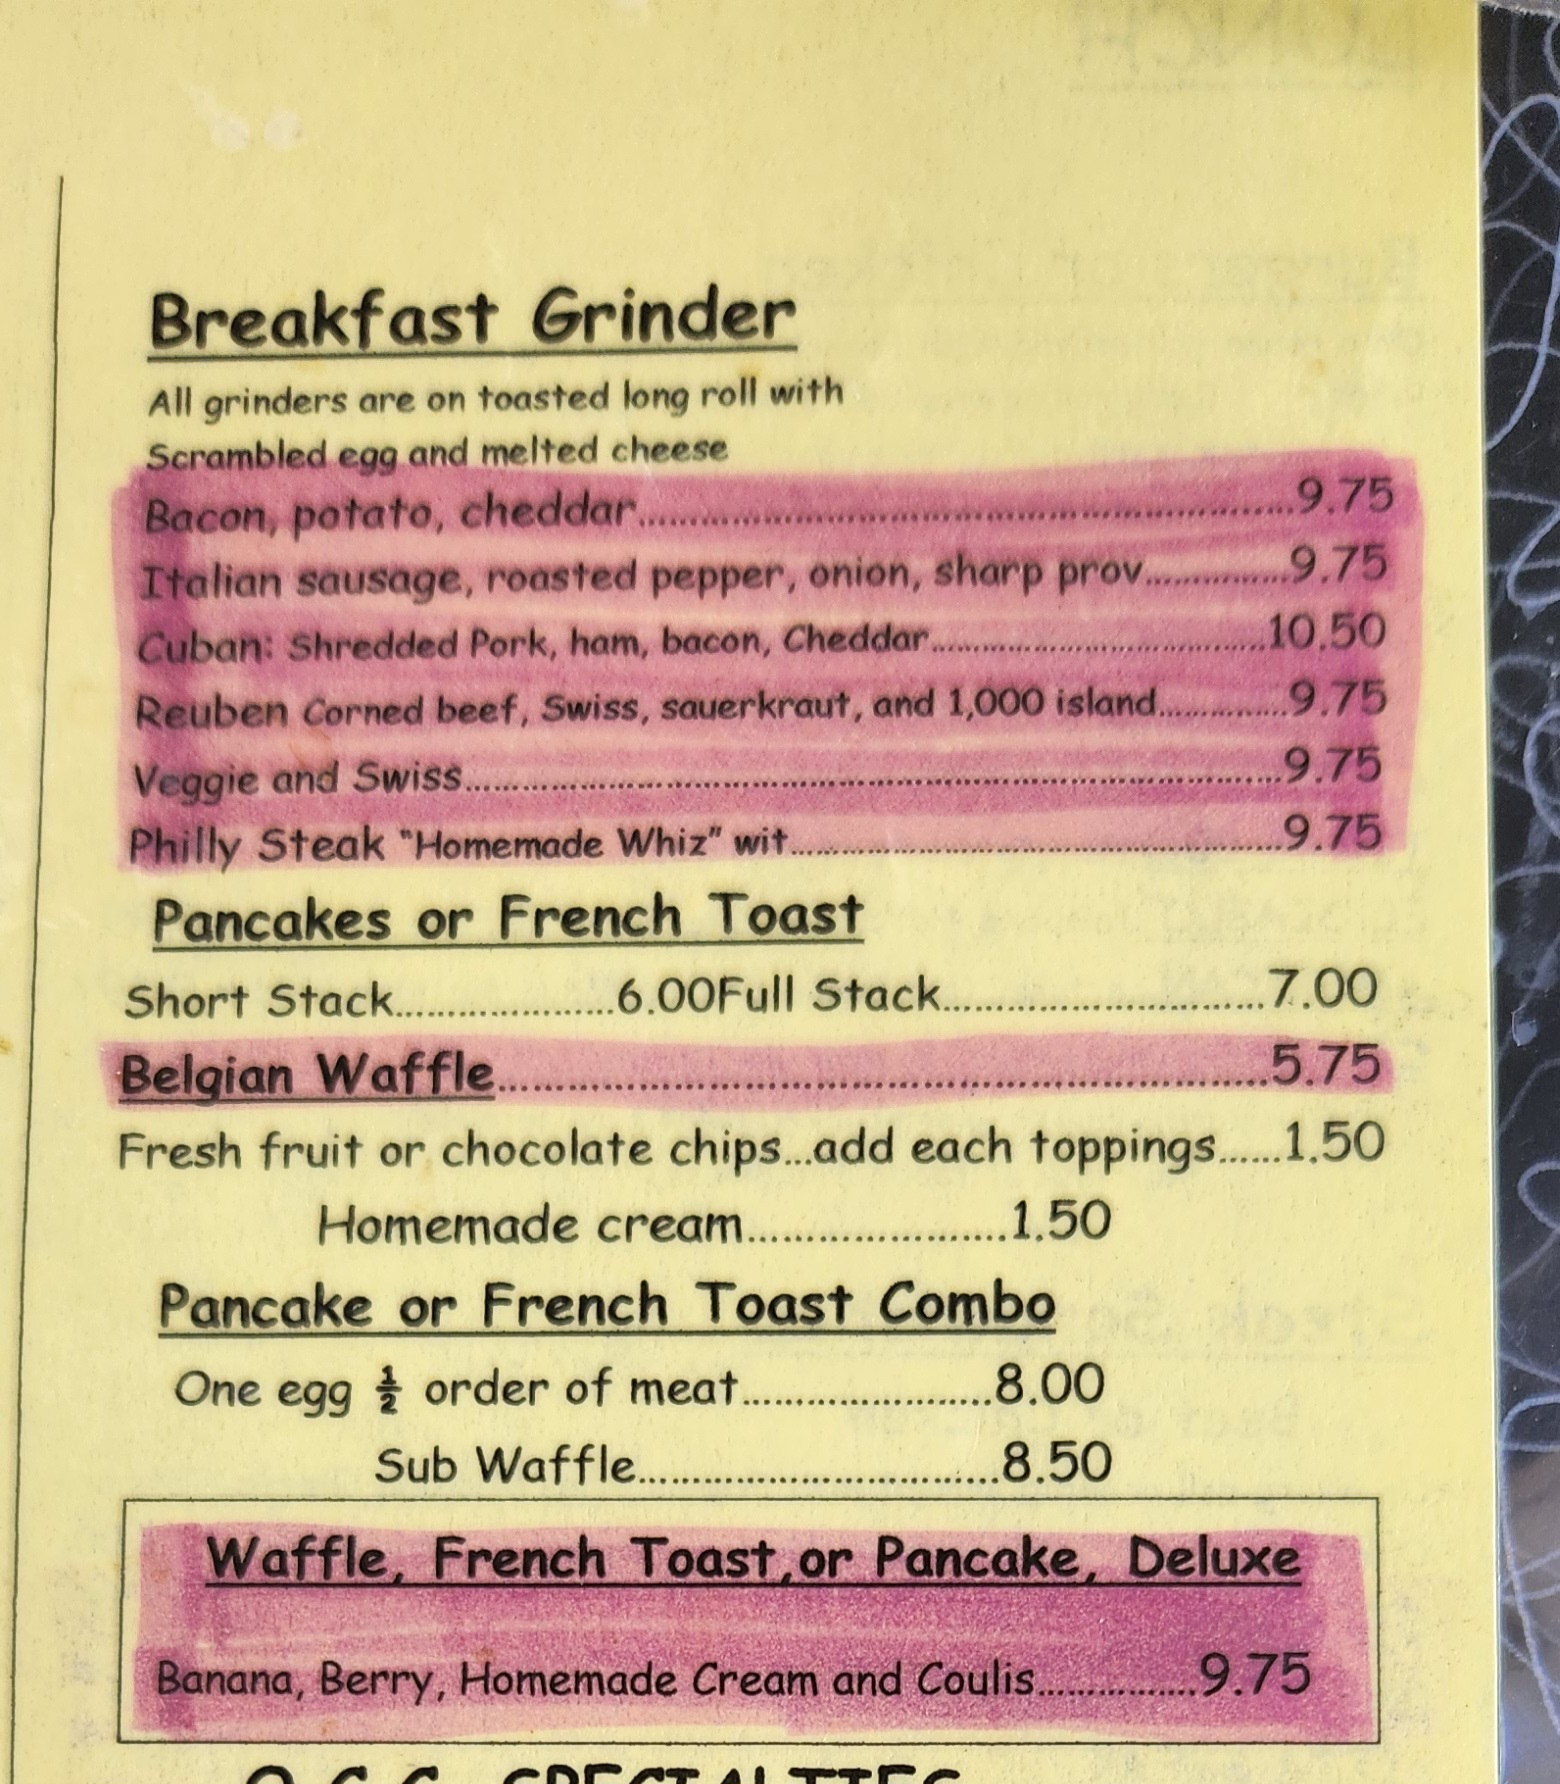 Breakfast Grinder
All grinders are on toasted long roll with
Scrambled egg and melted cheese
Bacon, potato, cheddar..........9.75
Italian sausage, roasted pepper, onion, sharp prov..........9.75
Cuban: Shredded Pork, ham, bacon, Cheddar..........10.50
Reuben Corned beef, Swiss, sauerkraut, and 1,000 island..........9.75
Veggie and Swiss..........9.75
Philly Steak "Homemade Whiz" wit..........9.75
Pancakes or French Toast
Short Stack..........6.00Full Stack..........7.00
Belgian Waffle..........5.75
Fresh fruit or chocolate chips...add each toppings......1.50
Homemade cream..........1.50
Pancake or French Toast Combo
One egg ½ order of meat..........8.00
Sub Waffle..........8.50
Waffle, French Toast,or Pancake, Deluxe
Banana, Berry, Homemade Cream and Coulis..........9.75
SPECIALTIES